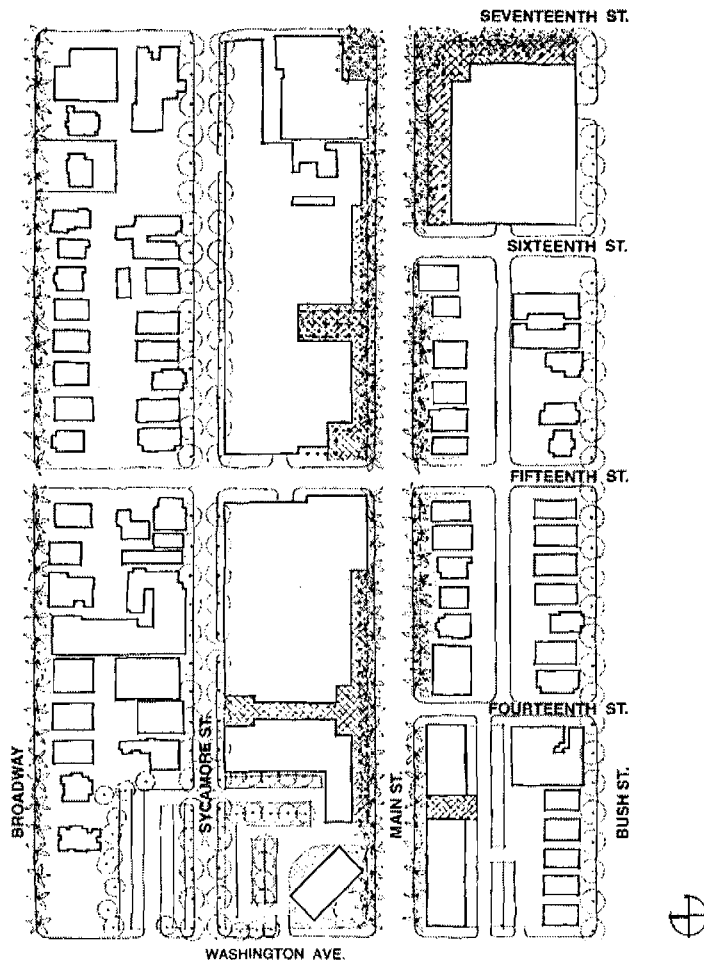 SEVENTEENTH ST.
SIXTEENTH ST.
FIFTEENTH ST.
FOURTEENTH ST.
BROADWAY
SYCAMORE ST.
MAIN ST.
BUSH ST.
WASHINGTON AVE.